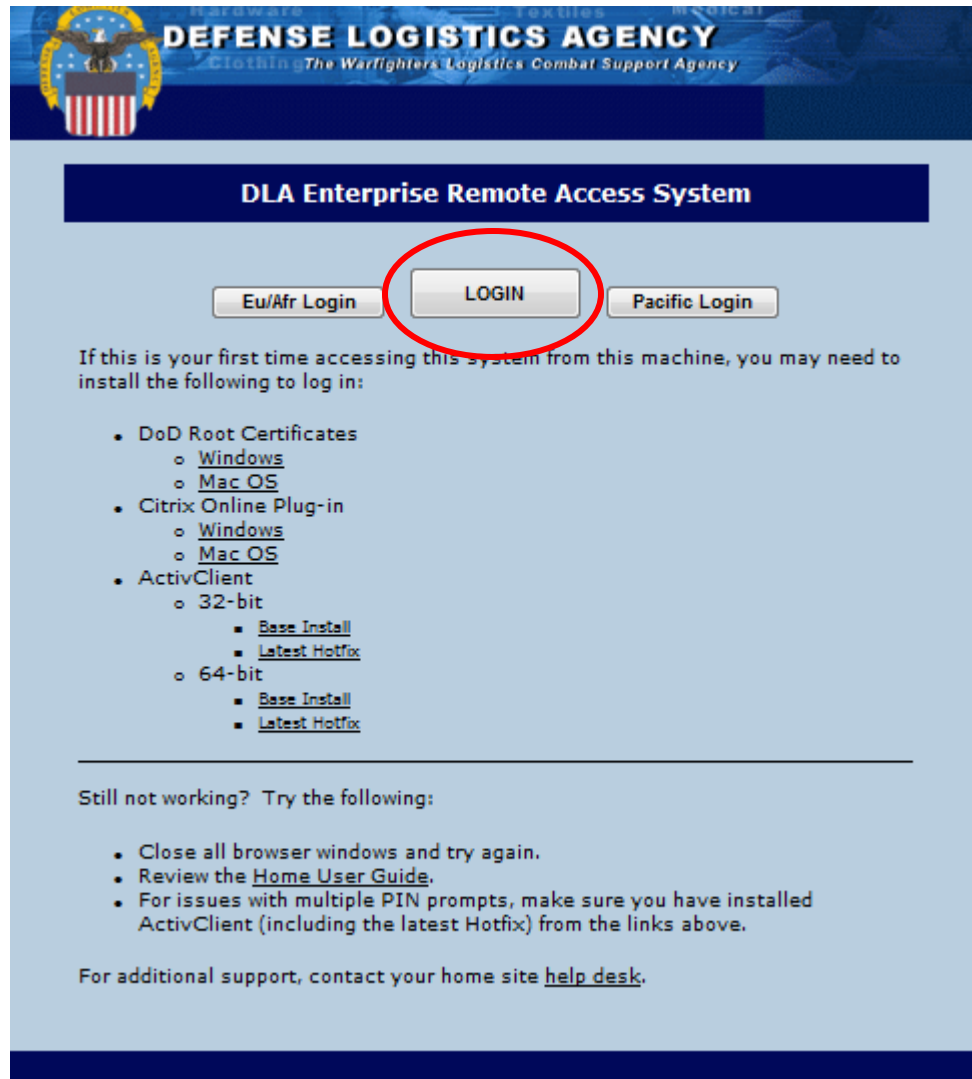 Hardware Textiles Medical
DEFENSE LOGISTICS AGENCY
Clothing The Warfighters Logistics Combat Support Agency
DLA Enterprise Remote Access System
Eu/Afr Login LOGIN Pacific Login
If this is your first time accessing this system from this machine, you may need to
install the following to log in:
• DoD Root Certificates
o Windows
o Mac OS
• Citrix Online Plug-in
o Windows
o Mac OS
• ActivClient
o 32-bit
▪ Base Install
▪ Latest Hotfix
o 64-bit
▪ Base Install
▪ Latest Hotfix
Still not working? Try the following:
• Close all browser windows and try again.
• Review the Home User Guide.
• For issues with multiple PIN prompts, make sure you have installed
ActivClient (including the latest Hotfix) from the links above.
For additional support, contact your home site help desk.